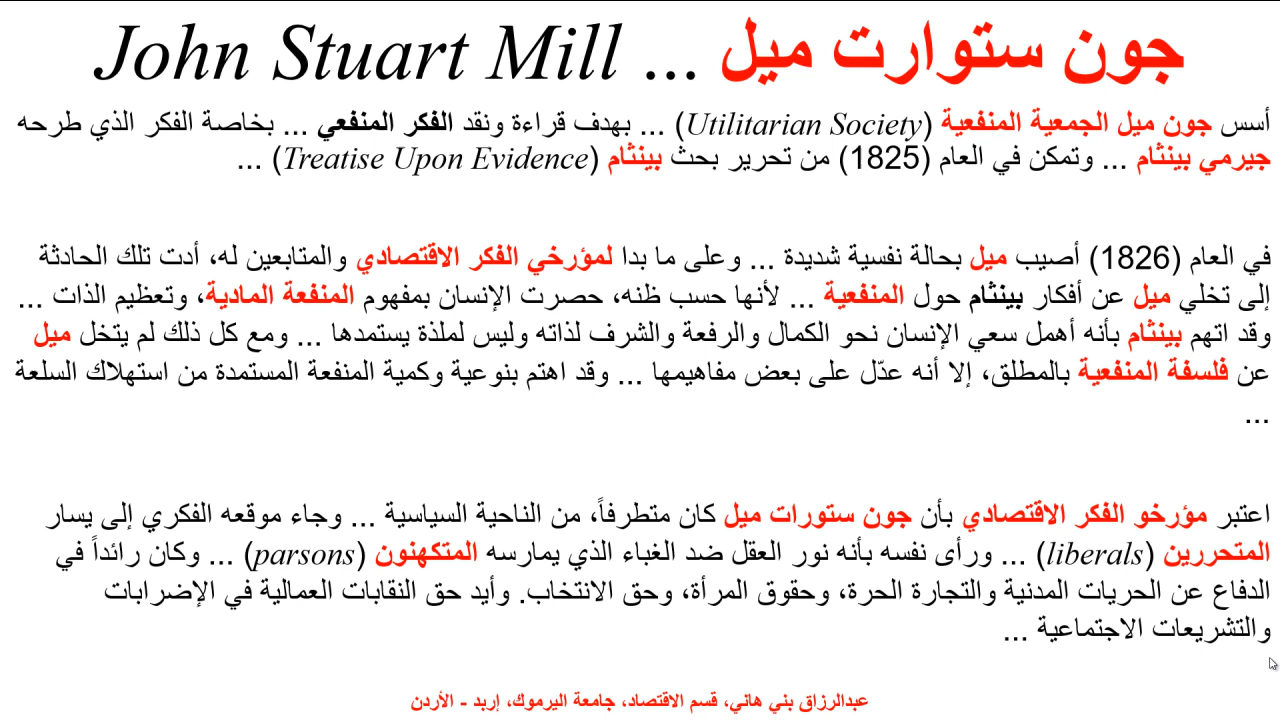 جون ستوارت ميل ... John Stuart Mill
أسس جون ميل الجمعية المنفعية (Utilitarian Society) ... بهدف قراءة ونقد الفكر المنفعي ... بخاصة الفكر الذي طرحه
جيرمي بينثام ... وتمكن في العام (1825) من تحرير بحث بينثام (Treatise Upon Evidence) ...
في العام (1826) أصيب ميل بحالة نفسية شديدة ... وعلى ما بدا لمؤرخي الفكر الاقتصادي والمتابعين له، أدت تلك الحادثة
إلى تخلي ميل عن أفكار بينثام حول المنفعية ... لأنها حسب ظنه، حصرت الإنسان بمفهوم المنفعة المادية، وتعظيم الذات ...
وقد اتهم بينثام بأنه أهمل سعي الإنسان نحو الكمال والرفعة والشرف لذاته وليس لملذة يستمدها ... ومع كل ذلك لم يتخل ميل
عن فلسفة المنفعية بالمطلق، إلا أنه عدّل على بعض مفاهيمها ... وقد اهتم بنوعية وكمية المنفعة المستمدة من استهلاك السلعة
...
اعتبر مؤرخو الفكر الاقتصادي بأن جون ستورات ميل كان متطرفاً، من الناحية السياسية ... وجاء موقعه الفكري إلى يسار
المتحررين (liberals) ... ورأى نفسه بأنه نور العقل ضد الغباء الذي يمارسه المتكهنون (parsons) ... وكان رائداً في
الدفاع عن الحريات المدنية والتجارة الحرة، وحقوق المرأة، وحق الانتخاب. وأيد حق النقابات العمالية في الإضرابات
والتشريعات الاجتماعية ...
عبدالرزاق بني هاني، قسم الاقتصاد، جامعة اليرموك، إربد - الأردن